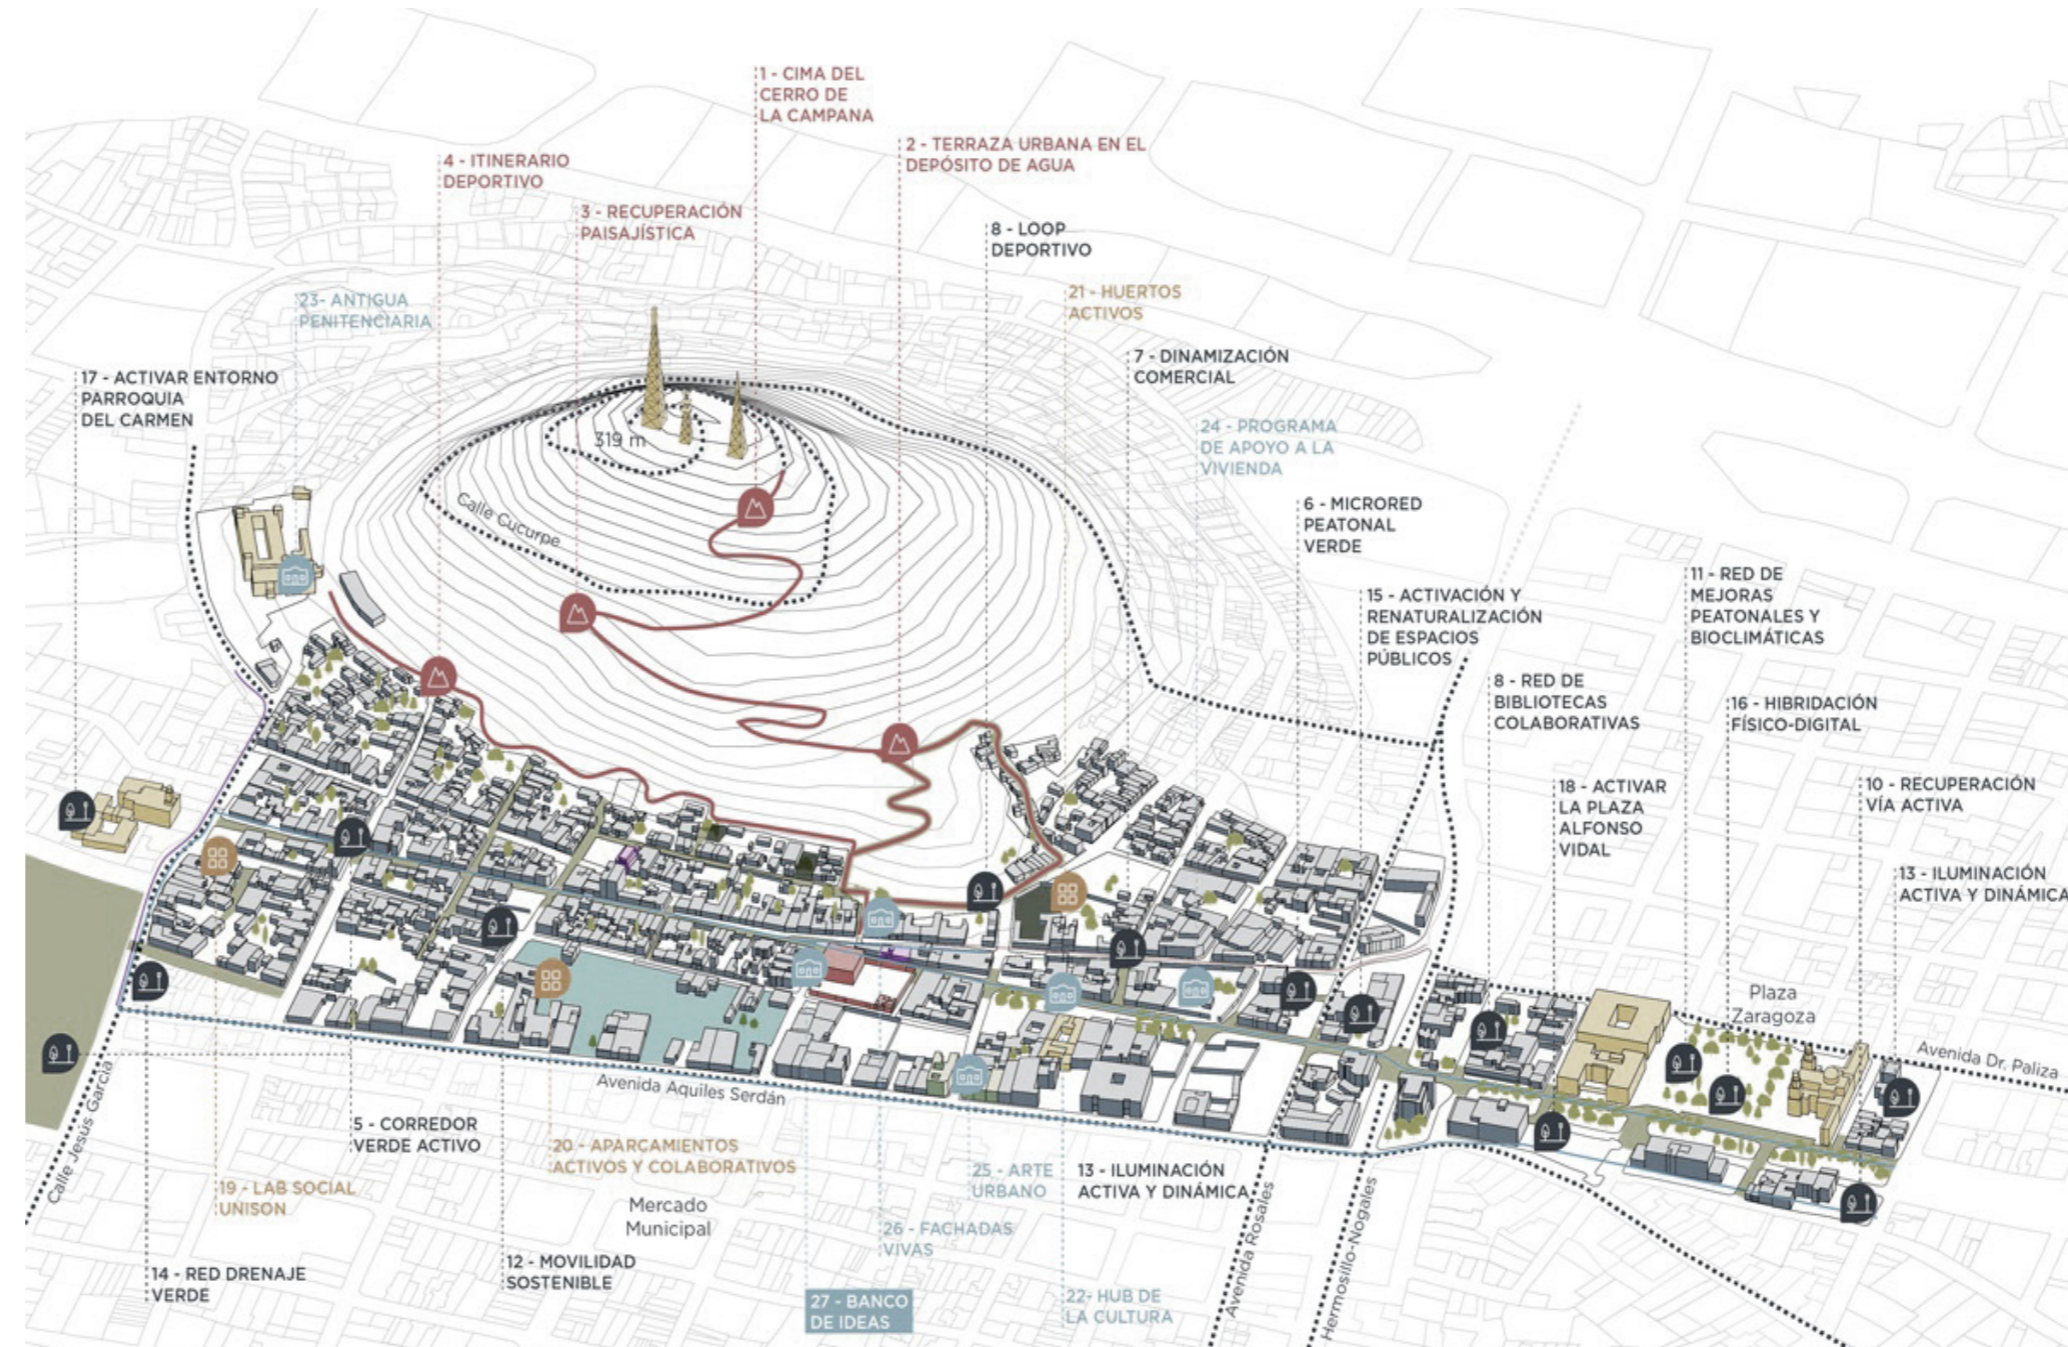 1 - CIMA DEL
CERRO DE
LA CAMPANA
2 - TERRAZA URBANA EN EL
DEPÓSITO DE AGUA
4 - ITINERARIO
DEPORTIVO
3 - RECUPERACIÓN
PAISAJÍSTICA
8 - LOOP
DEPORTIVO
23- ANTIGUA
PENITENCIARIA
21 - HUERTOS
ACTIVOS
7 - DINAMIZACIÓN
COMERCIAL
17 - ACTIVAR ENTORNO
PARROQUIA
DEL CARMEN
24 - PROGRAMA
DE APOYO A LA
VIVIENDA
319 m
Calle Cucurpe
6 - MICRORED
PEATONAL
VERDE
15 - ACTIVACIÓN Y
RENATURALIZACIÓN
DE ESPACIOS
PÚBLICOS
11 - RED DE
MEJORAS
PEATONALES Y
BIOCLIMÁTICAS
8 - RED DE
BIBLIOTECAS
COLABORATIVAS
16 - HIBRIDACIÓN
FÍSICO-DIGITAL
18 - ACTIVAR
LA PLAZA
ALFONSO
VIDAL
10 - RECUPERACIÓN
VÍA ACTIVA
13 - ILUMINACIÓN
ACTIVA Y DINÁMICA
Plaza
Zaragoza
Avenida Dr. Paliza
Avenida Aquiles Serdán
Calle Jesús García
5 - CORREDOR
VERDE ACTIVO
20 - APARCAMIENTOS
ACTIVOS Y COLABORATIVOS
19 - LAB SOCIAL
UNISON
Mercado
Municipal
25 - ARTE
URBANO
13 - ILUMINACIÓN
ACTIVA Y DINÁMICA
26 - FACHADAS
VIVAS
Avenida Rosales
Hermosillo-Nogales
14 - RED DRENAJE
VERDE
12 - MOVILIDAD
SOSTENIBLE
27 - BANCO
DE IDEAS
22- HUB DE
LA CULTURA